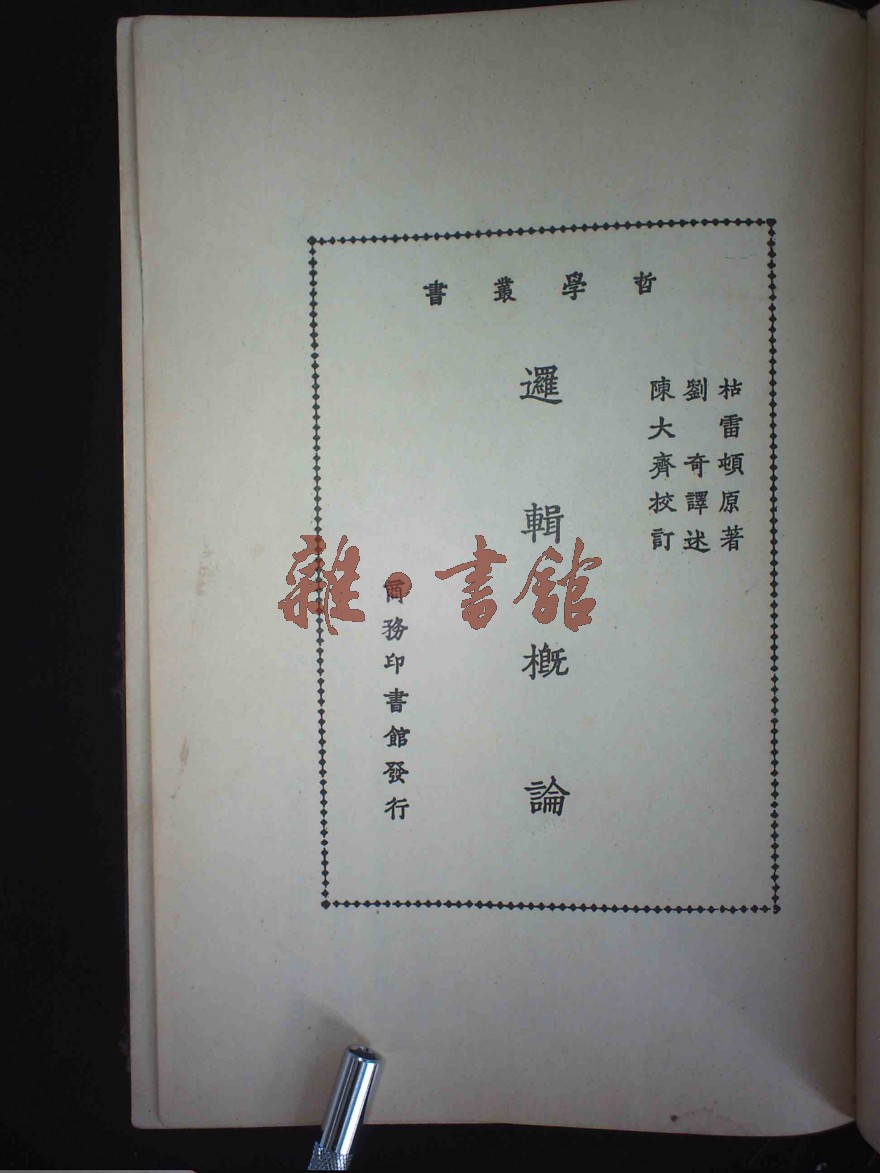 哲學叢書
枯雷頓原著
劉奇譯述
陳大齊校訂
邏輯概論
商務印書館發行
雜·書館